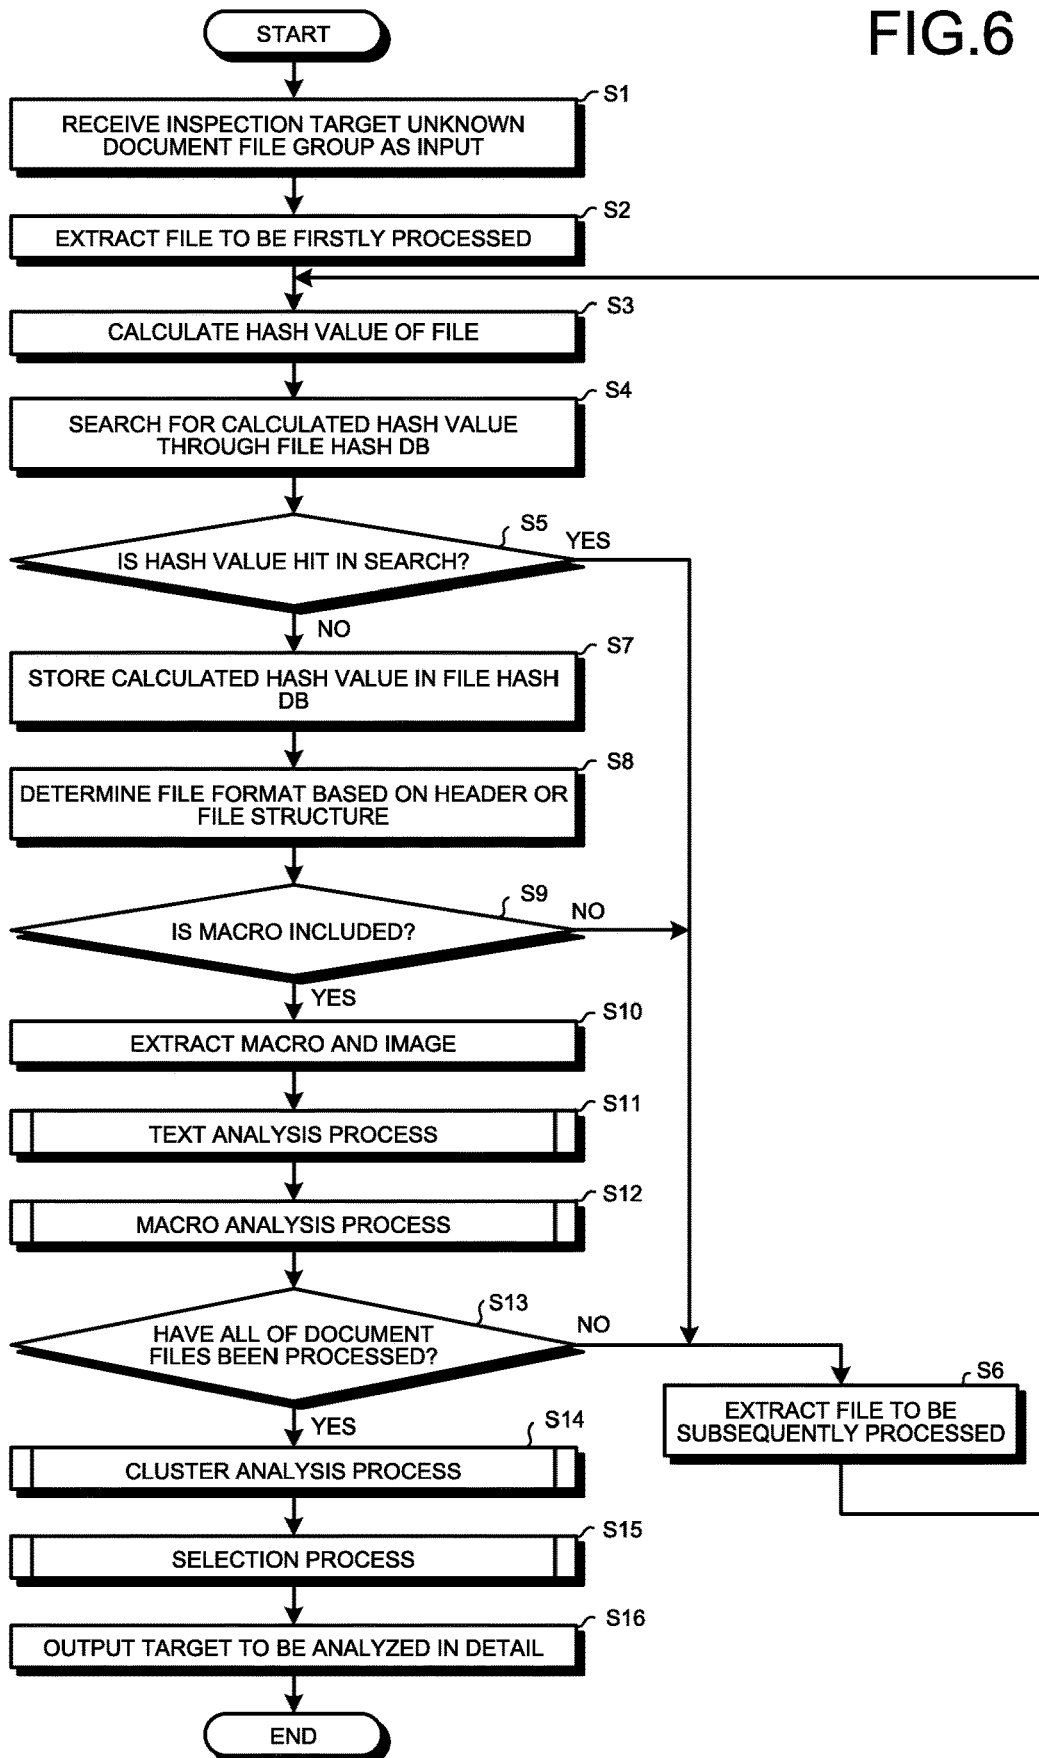 FIG.6
START
S1
RECEIVE INSPECTION TARGET UNKNOWN
DOCUMENT FILE GROUP AS INPUT
S2
EXTRACT FILE TO BE FIRSTLY PROCESSED
S3
CALCULATE HASH VALUE OF FILE
S4
SEARCH FOR CALCULATED HASH VALUE
THROUGH FILE HASH DB
S5
IS HASH VALUE HIT IN SEARCH?
YES
NO
S7
STORE CALCULATED HASH VALUE IN FILE HASH
DB
S8
DETERMINE FILE FORMAT BASED ON HEADER OR
FILE STRUCTURE
S9
IS MACRO INCLUDED?
NO
YES
S10
EXTRACT MACRO AND IMAGE
S11
TEXT ANALYSIS PROCESS
S12
MACRO ANALYSIS PROCESS
S13
HAVE ALL OF DOCUMENT
FILES BEEN PROCESSED?
NO
YES
S6
EXTRACT FILE TO BE
SUBSEQUENTLY PROCESSED
S14
CLUSTER ANALYSIS PROCESS
S15
SELECTION PROCESS
S16
OUTPUT TARGET TO BE ANALYZED IN DETAIL
END